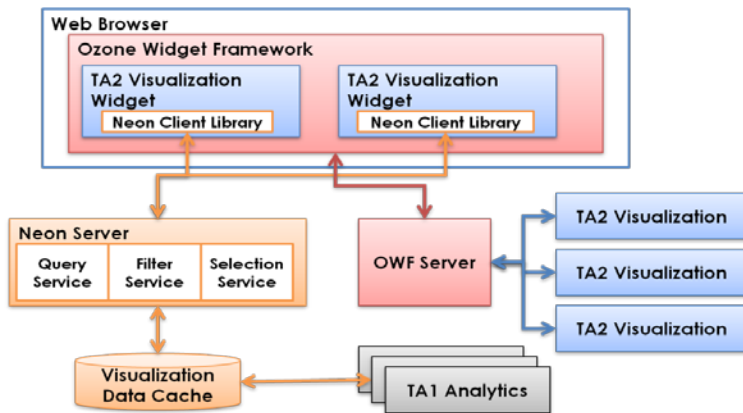 Web Browser
Ozone Widget Framework
TA2 Visualization
Widget
Neon Client Library
TA2 Visualization
Widget
Neon Client Library
Neon Server
Query
Service
Filter
Service
Selection
Service
OWF Server
TA2 Visualization
TA2 Visualization
TA2 Visualization
Visualization
Data Cache
TA1 Analytics